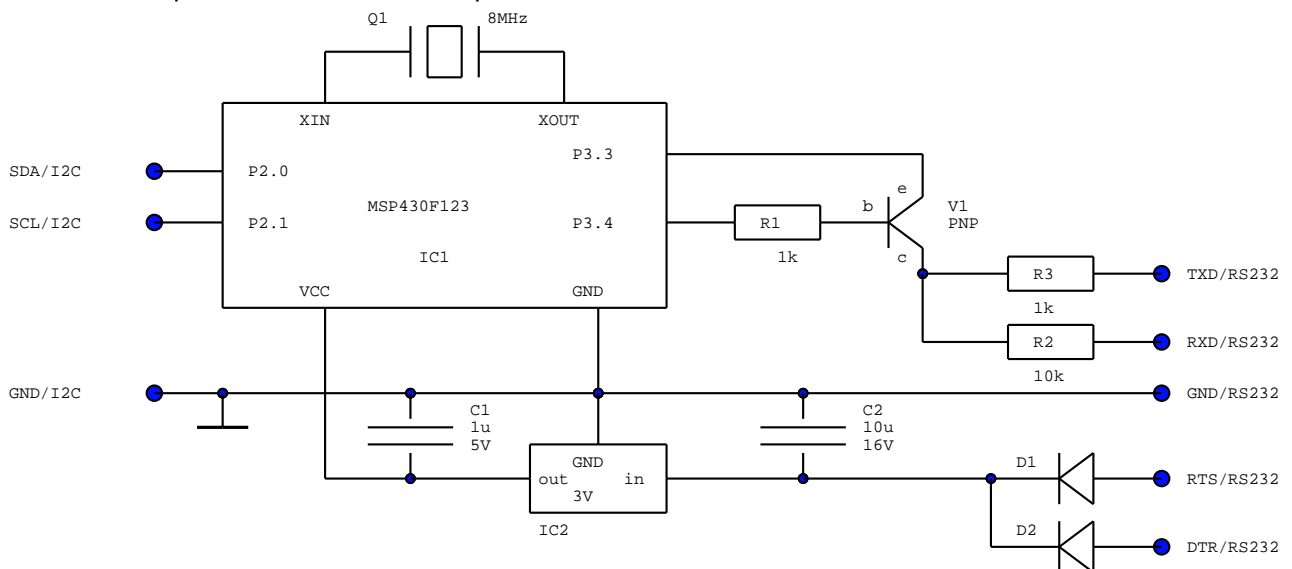 Q1
8MHz
XIN
XOUT
P3.3
SDA/I2C
P2.0
e
MSP430F123
b
V1
SCL/I2C
P2.1
P3.4
R1
PNP
IC1
1k
c
R3
TXD/RS232
VCC
GND
1k
R2
RXD/RS232
10k
GND/I2C
GND/RS232
C1
1u
5V
C2
10u
16V
GND
D1
out
in
RTS/RS232
3V
IC2
D2
DTR/RS232